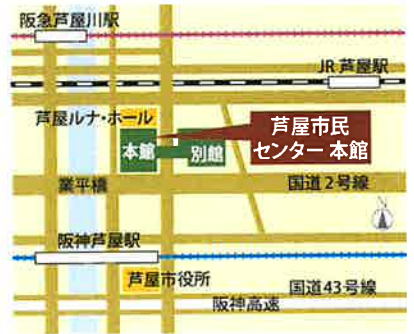 阪急芦屋川駅
JR 芦屋駅
芦屋ルナ・ホール
芦屋市民
センター 本館
本館
別館
業平橋
国道2号線
阪神芦屋駅
芦屋市役所
国道43号線
阪神高速